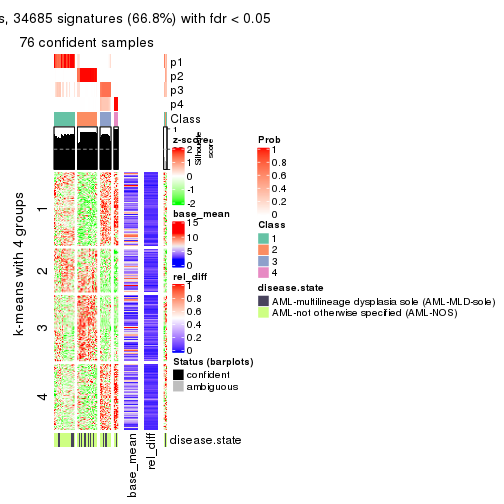 s, 34685 signatures (66.8%) with fdr < 0.05
76 confident samples
p1
p2
p3
p4
Class
1
Silhouette
score
z-score
2
1
0
-1
-2
base_mean
15
10
5
0
rel_diff
1
0.8
0.6
0.4
0.2
0
Status (barplots)
confident
ambiguous
Prob
1
0.8
0.6
0.4
0.2
0
Class
1
2
3
4
disease.state
AML-multilineage dysplasia sole (AML-MLD-sole)
AML-not otherwise specified (AML-NOS)
k-means with 4 groups
1
2
3
4
disease.state
base_mean
rel_diff